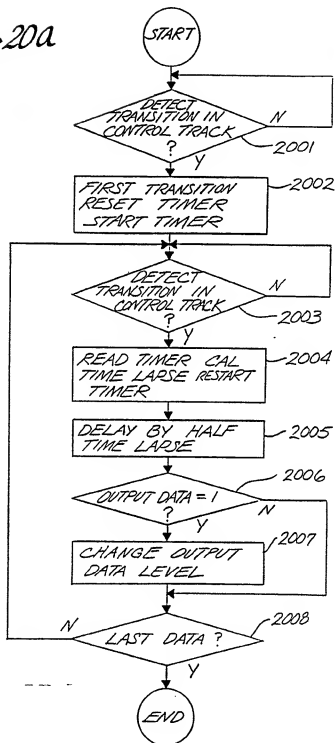 20a
START
DETECT
TRANSITION IN
CONTROL TRACK
?
N
Y
2001
FIRST TRANSITION
RESET TIMER
START TIMER
2002
DETECT
TRANSITION IN
CONTROL TRACK
?
N
Y
2003
READ TIMER CAL
TIME LAPSE RESTART
TIMER
2004
DELAY BY HALF
TIME LAPSE
2005
OUTPUT DATA = 1
?
2006
N
Y
CHANGE OUTPUT
DATA LEVEL
2007
N
LAST DATA ?
2008
Y
END